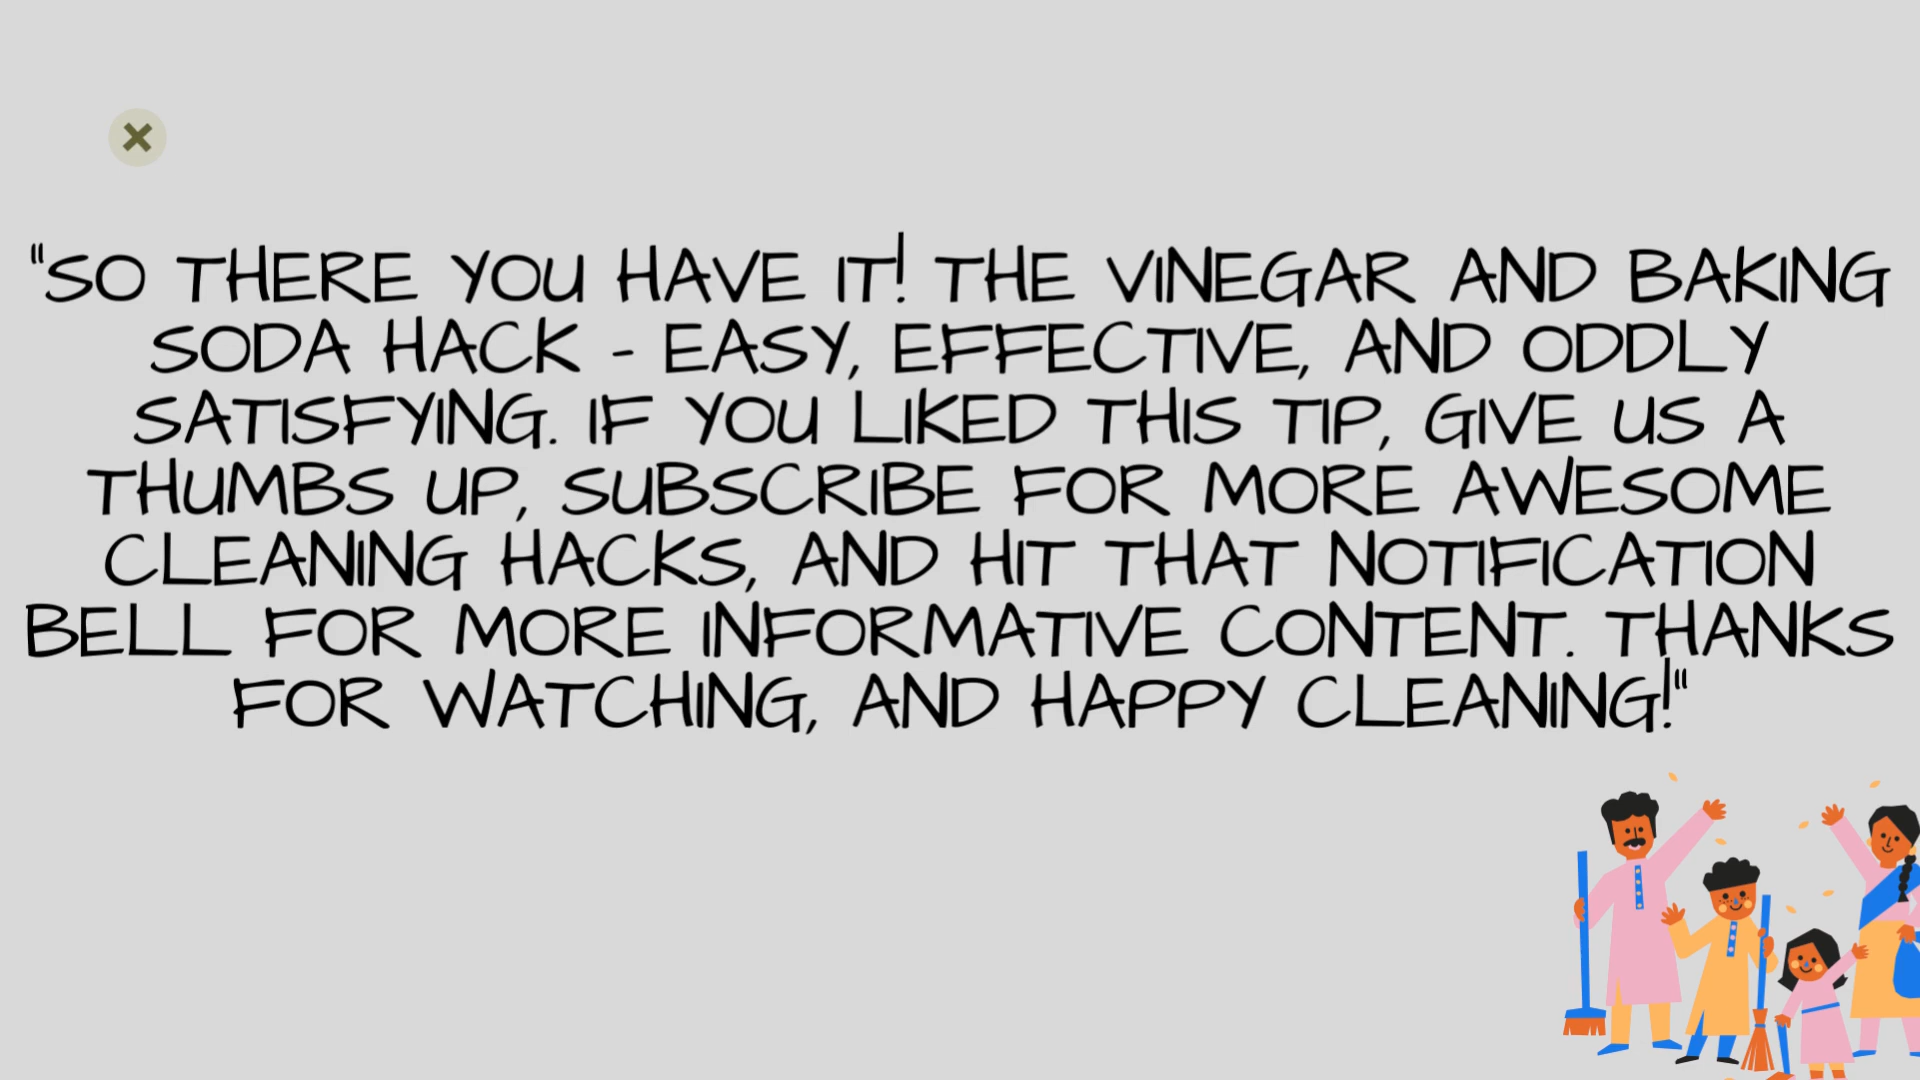 "SO THERE YOU HAVE IT! THE VINEGAR AND BAKING
SODA HACK - EASY, EFFECTIVE, AND ODDLY
SATISFYING. IF YOU LIKED THIS TIP, GIVE US A
THUMBS UP, SUBSCRIBE FOR MORE AWESOME
CLEANING HACKS, AND HIT THAT NOTIFICATION
BELL FOR MORE INFORMATIVE CONTENT. THANKS
FOR WATCHING, AND HAPPY CLEANING!"